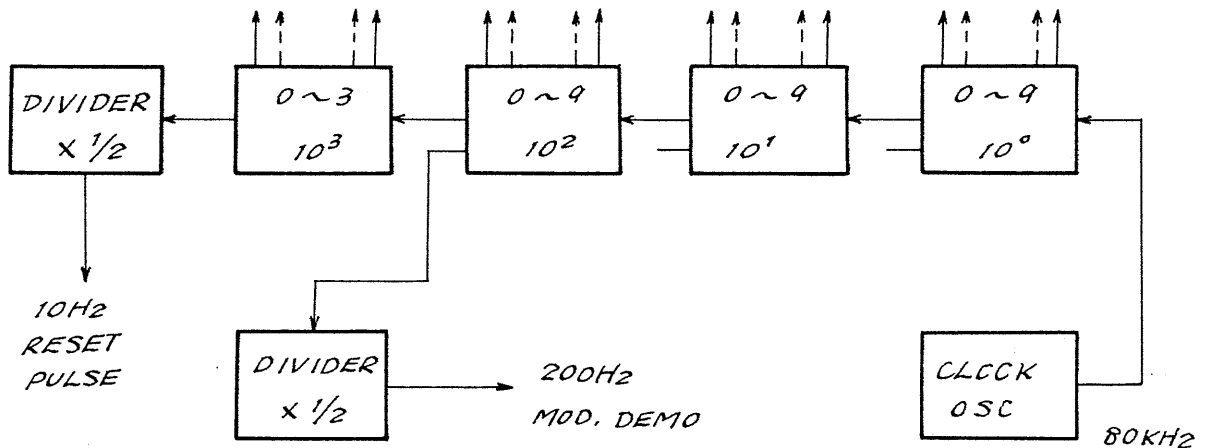 DIVIDER
X 1/2
0 ~ 3
10³
0 ~ 9
10²
0 ~ 9
10¹
0 ~ 9
10⁰
10HZ
RESET
PULSE
DIVIDER
X 1/2
200HZ
MOD. DEMO
CLCCK
OSC
80KHZ